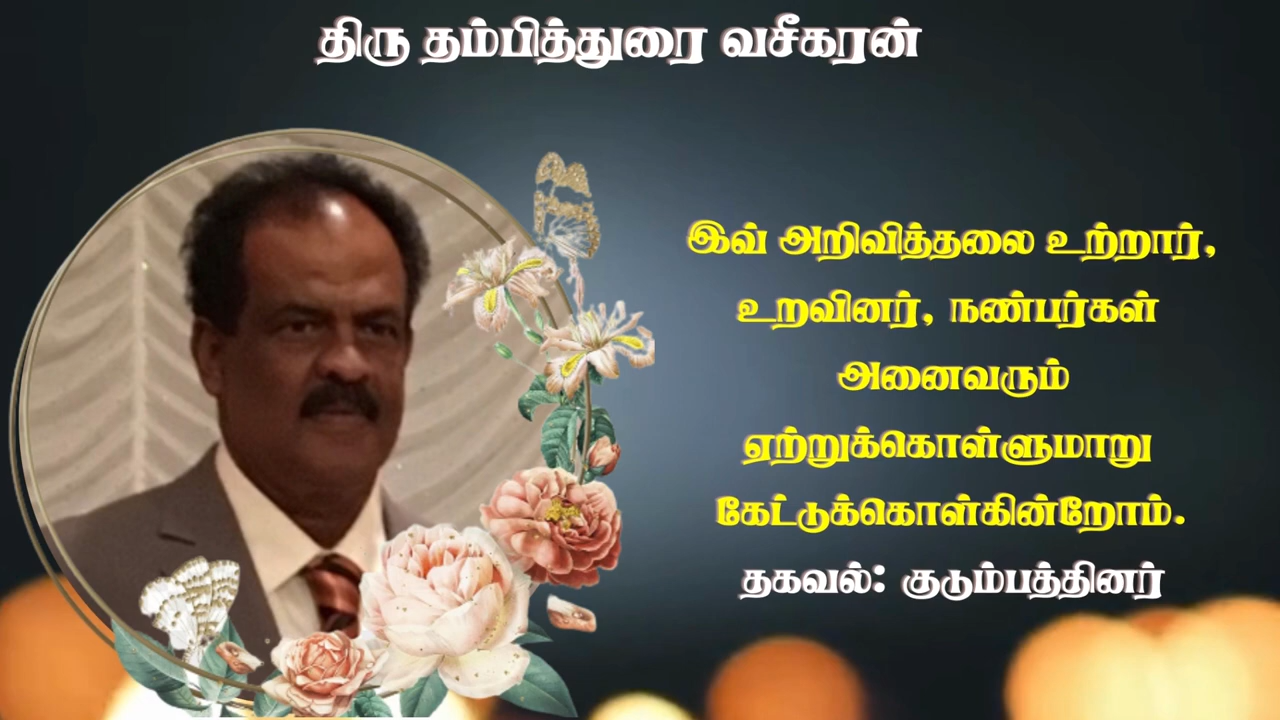 திரு தம்பித்துரை வசீகரன்
இவ் அறிவித்தலை உற்றார்,
உறவினர், நண்பர்கள்
அனைவரும்
ஏற்றுக்கொள்ளுமாறு
கேட்டுக்கொள்கின்றோம்.
தகவல்: குடும்பத்தினர்